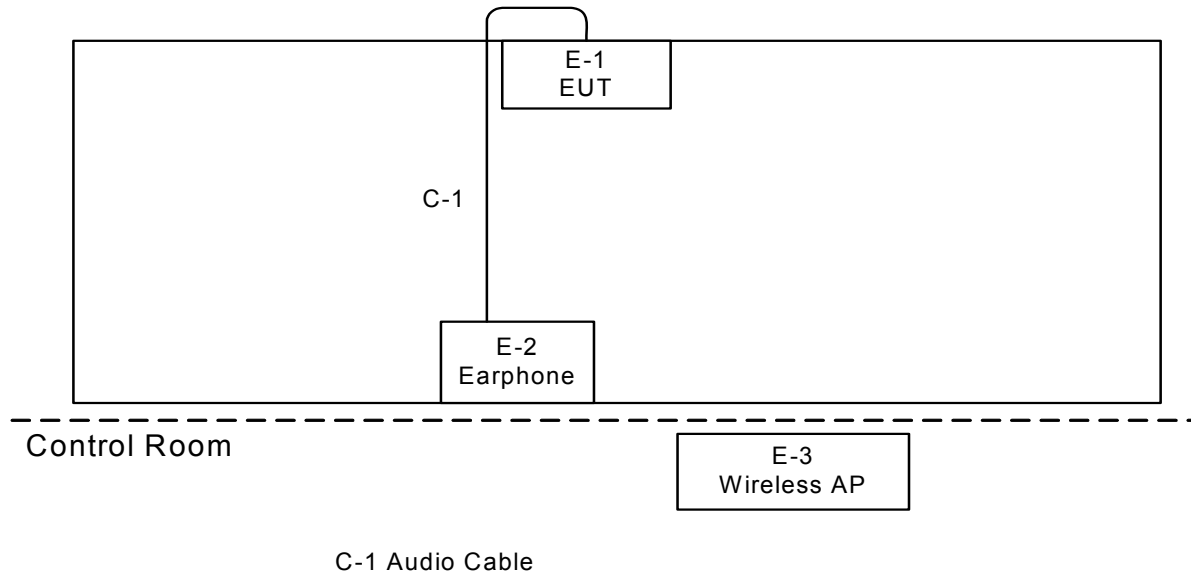 E-1
EUT
C-1
E-2
Earphone
Control Room
E-3
Wireless AP
C-1 Audio Cable